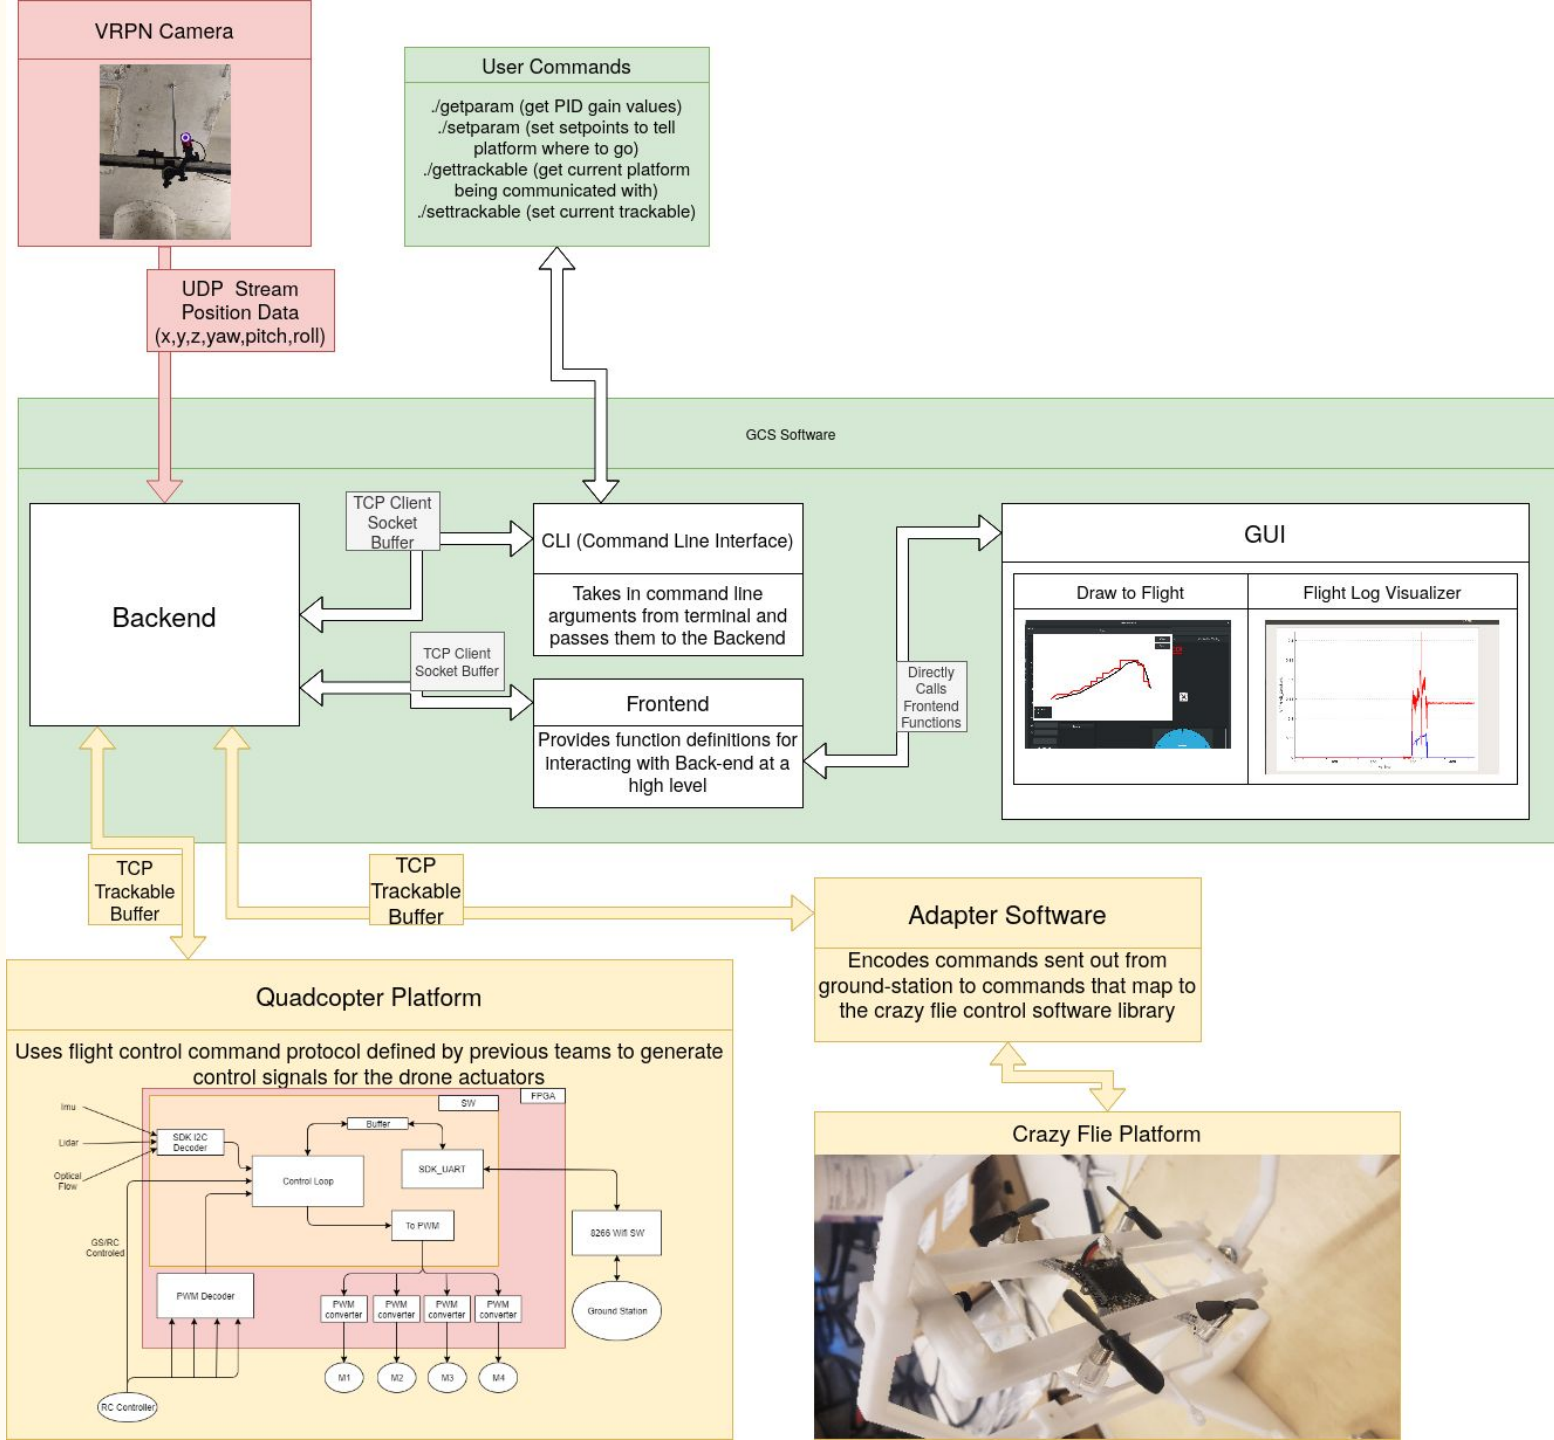 VRPN Camera
UDP Stream
Position Data
(x,y,z,yaw,pitch,roll)
User Commands
./getparam (get PID gain values)
./setparam (set setpoints to tell
platform where to go)
./gettrackable (get current platform
being communicated with)
./settrackable (set current trackable)
GCS Software
Backend
TCP Client
Socket
Buffer
CLI (Command Line Interface)
Takes in command line
arguments from terminal and
passes them to the Backend
TCP Client
Socket Buffer
Frontend
Provides function definitions for
interacting with Back-end at a
high level
Directly
Calls
Frontend
Functions
GUI
Draw to Flight
Flight Log Visualizer
TCP
Trackable
Buffer
TCP
Trackable
Buffer
Adapter Software
Encodes commands sent out from
ground-station to commands that map to
the crazy flie control software library
Crazy Flie Platform
Quadcopter Platform
Uses flight control command protocol defined by previous teams to generate
control signals for the drone actuators
FPGA
SW
Imu
Lidar
Optical
Flow
SDK I2C
Decoder
Buffer
Control Loop
SDK_UART
To PWM
8266 Wifi SW
Ground Station
GS/RC
Controled
PWM Decoder
PWM
converter
PWM
converter
PWM
converter
PWM
converter
M1
M2
M3
M4
RC Controller